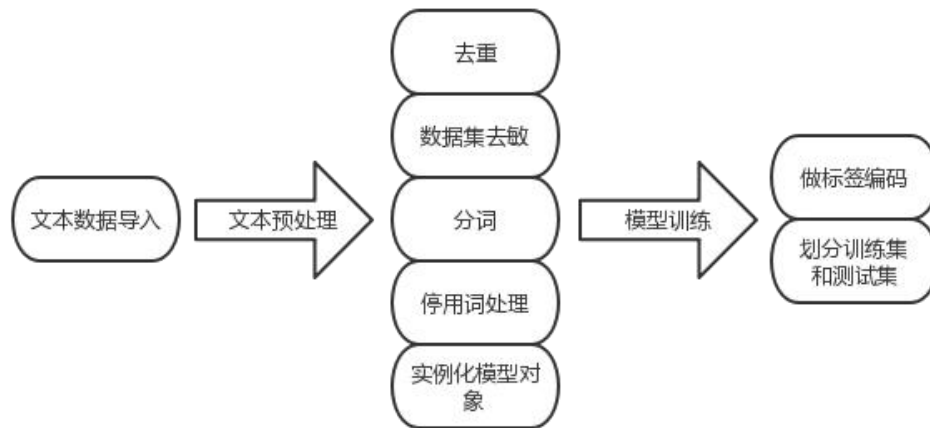 文本数据导入
文本预处理
去重
数据集去敏
分词
停用词处理
实例化模型对
象
模型训练
做标签编码
划分训练集
和测试集